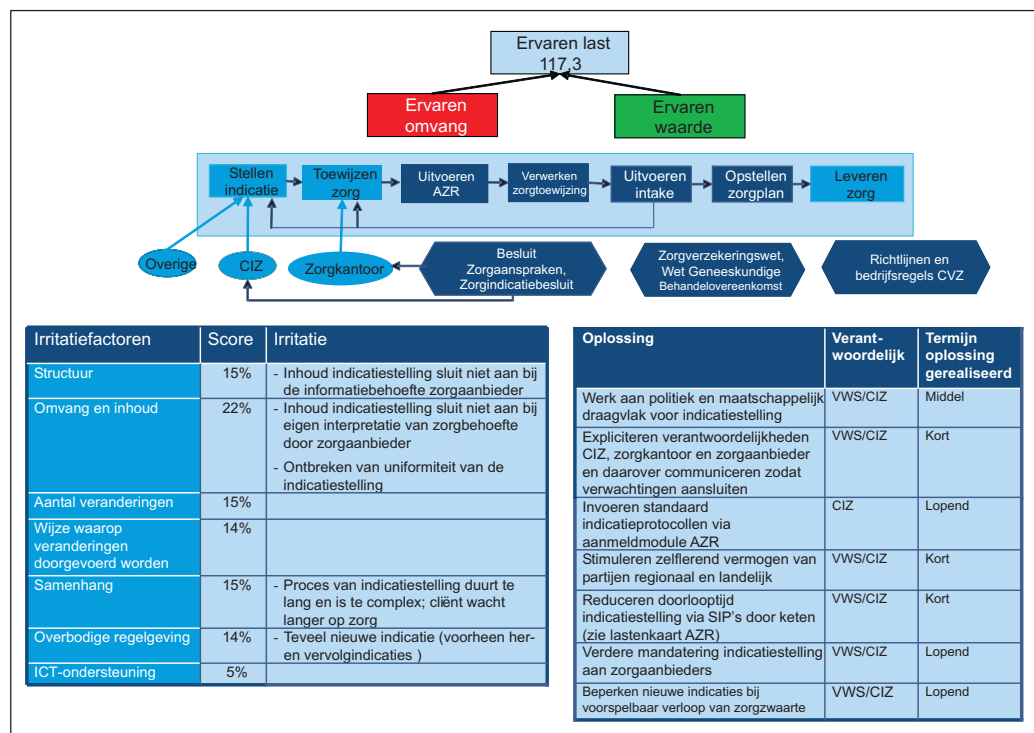 Ervaren last
117,3
Ervaren
omvang
Ervaren
waarde
Stellen
indicatie
Toewijzen
zorg
Uitvoeren
AZR
Verwerken
zorgtoewijzing
Uitvoeren
intake
Opstellen
zorgplan
Leveren
zorg
Overige
CIZ
Zorgkantoor
Besluit
Zorgaanspraken,
Zorgindicatiebesluit
Zorgverzekeringswet,
Wet Geneeskundige
Behandelovereenkomst
Richtlijnen en
bedrijfsregels CVZ
Irritatiefactoren Score Irritatie
Structuur 15% - Inhoud indicatiestelling sluit niet aan bij
de informatiebehoefte zorgaanbieder
Omvang en inhoud 22% - Inhoud indicatiestelling sluit niet aan bij
eigen interpretatie van zorgbehoefte
door zorgaanbieder
- Ontbreken van uniformiteit van de
indicatiestelling
Aantal veranderingen 15%
Wijze waarop 14%
veranderingen
doorgevoerd worden
Samenhang 15% - Proces van indicatiestelling duurt te
lang en is te complex; cliënt wacht
langer op zorg
Overbodige regelgeving 14% - Teveel nieuwe indicatie (voorheen her-
en vervolgindicaties )
ICT-ondersteuning 5%
Oplossing Verant- Termijn
woordelijk oplossing
gerealiseerd
Werk aan politiek en maatschappelijk VWS/CIZ Middel
draagvlak voor indicatiestelling
Expliciteren verantwoordelijkheden VWS/CIZ Kort
CIZ, zorgkantoor en zorgaanbieder
en daarover communiceren zodat
verwachtingen aansluiten
Invoeren standaard CIZ Lopend
indicatieprotocollen via
aanmeldmodule AZR
Stimuleren zelflerend vermogen van VWS/CIZ Kort
partijen regionaal en landelijk
Reduceren doorlooptijd VWS/CIZ Kort
indicatiestelling via SIP's door keten
(zie lastenkaart AZR)
Verdere mandatering indicatiestelling VWS/CIZ Lopend
aan zorgaanbieders
Beperken nieuwe indicaties bij VWS/CIZ Lopend
voorspelbaar verloop van zorgzwaarte